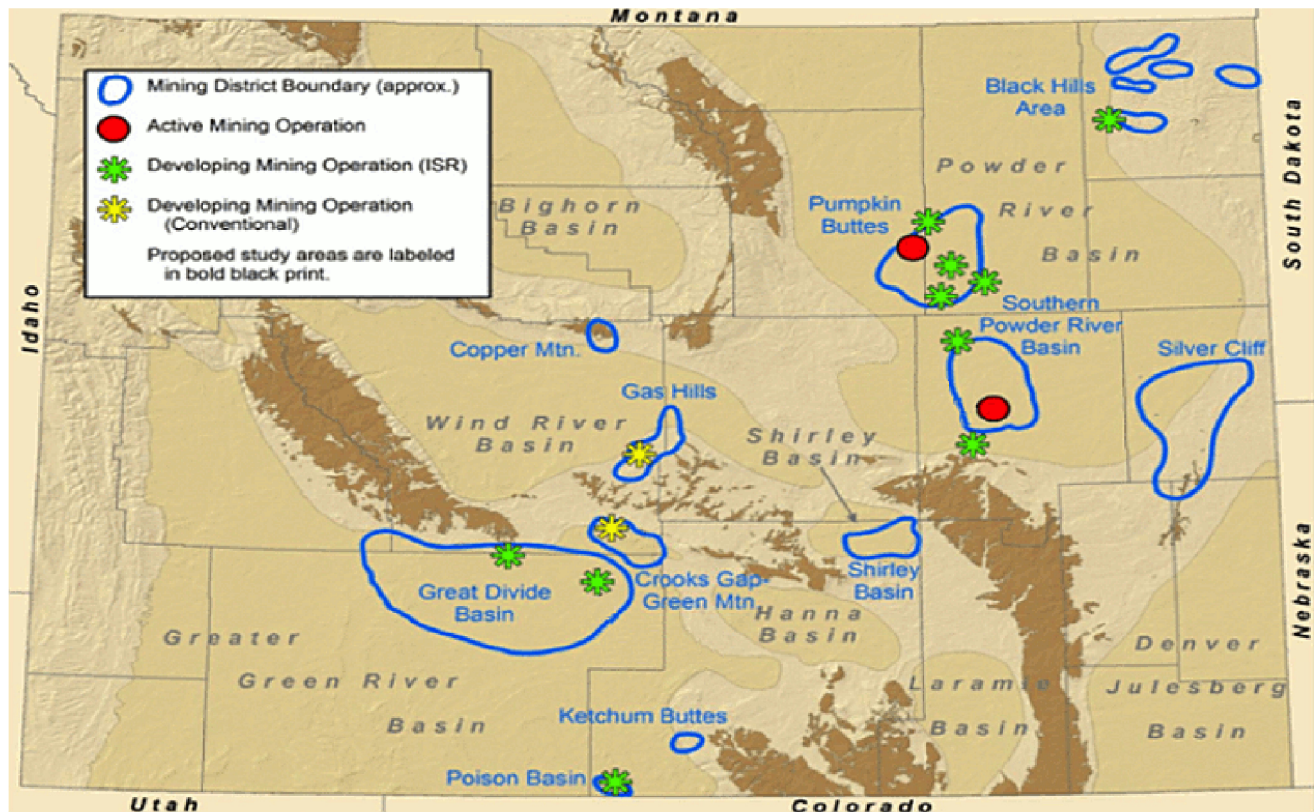 Montana
Mining District Boundary (approx.)
Active Mining Operation
Developing Mining Operation (ISR)
Developing Mining Operation
(Conventional)
Proposed study areas are labeled
in bold black print.
Black Hills
Area
South Dakota
Powder
River
Basin
Bighorn
Basin
Pumpkin
Buttes
Idaho
Southern
Powder River
Basin
Copper Mtn.
Silver Cliff
Gas Hills
Wind River
Basin
Shirley
Basin
Great Divide
Basin
Crooks Gap-
Green Mtn.
Shirley
Basin
Hanna
Basin
Nebraska
Greater
Green River
Basin
Denver
Julesberg
Basin
Laramie
Basin
Ketchum Buttes
Poison Basin
Utah
Colorado